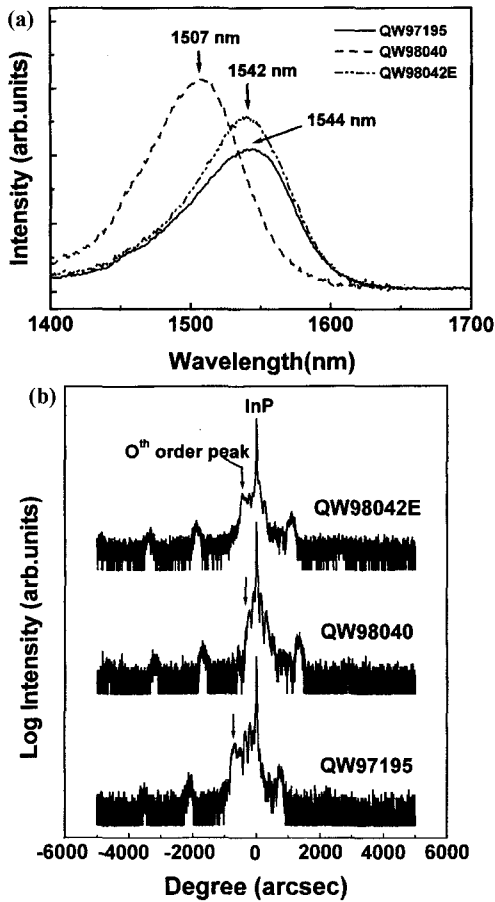 (a)
1507 nm
1542 nm
1544 nm
QW97195
QW98040
QW98042E
Intensity (arb.units)
1400 1500 1600 1700
Wavelength(nm)
(b)
InP
Oth order peak
QW98042E
QW98040
QW97195
Log Intensity (arb.units)
-6000 -4000 -2000 0 2000 4000 6000
Degree (arcsec)